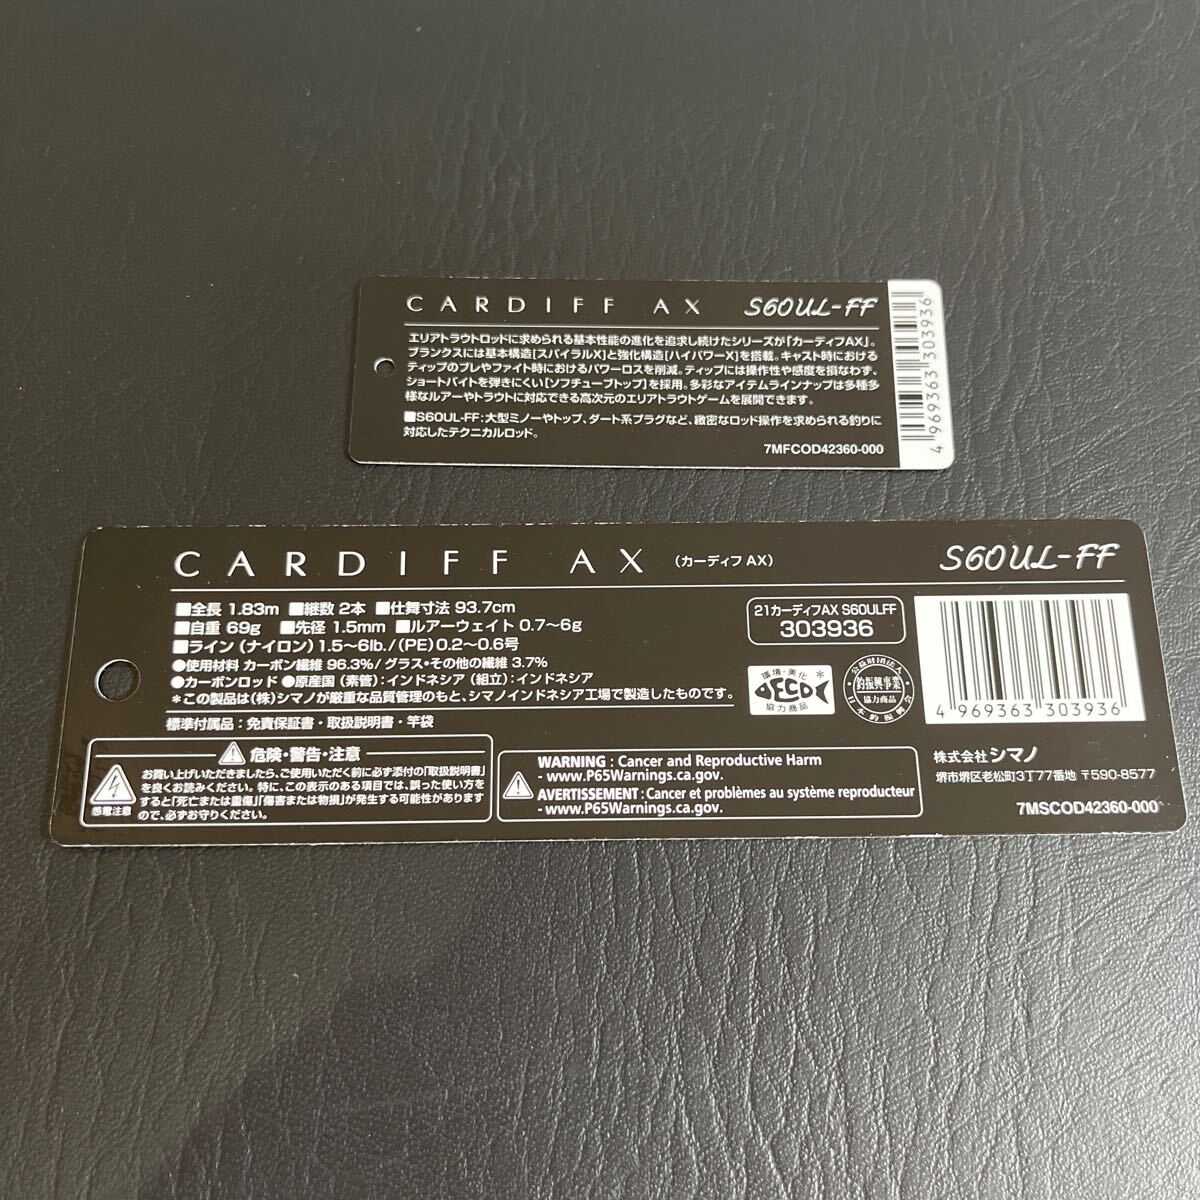 CARDIFF AX S60UL-FF
エリアトラウトロッドに求められる基本性能の進化を追求し続けたシリーズが「カーディフAX」。
ブランクスには基本構造[スパイラルX]と強化構造[ハイパワーX]を搭載。キャスト時における
ティップのブレやファイト時におけるパワーロスを削減。ティップには操作性や感度を損なわず、
ショートバイトを弾きにくい[ソフチューブトップ]を採用。多彩なアイテムラインナップは多種多
様なルアーやトラウトに対応できる高次元のエリアトラウトゲームを展開できます。
■S60UL-FF:大型ミノーやトップ、ダート系プラグなど、緻密なロッド操作を求められる釣りに
対応したテクニカルロッド。
7MFCOD42360-000
4 969363 303936
CARDIFF AX (カーディフ AX) S60UL-FF
■全長 1.83m ■継数 2本 ■仕舞寸法 93.7cm
■自重 69g ■先径 1.5mm ■ルアーウェイト 0.7〜6g
■ライン(ナイロン)1.5〜6lb./(PE)0.2〜0.6号
●使用材料 カーボン繊維 96.3%/グラス・その他の繊維 3.7%
●カーボンロッド ●原産国(素管):インドネシア(組立):インドネシア
＊この製品は(株)シマノが厳重な品質管理のもと、シマノインドネシア工場で製造したものです。
標準付属品:免責保証書・取扱説明書・竿袋
21カーディフAX S60ULFF
303936
環境・美化
ECO
協力商品
公益財団法人
釣振興事業
協力商品
日本釣振興会
4 969363 303936
危険・警告・注意
感電注意
お買い上げいただきましたら、ご使用いただく前に必ず添付の「取扱説明書」
を良くお読みください。特に、この表示のある項目では、誤った使い方を
すると「死亡または重傷」「傷害または物損」が発生する可能性があります
ので、必ずお守りください。
WARNING : Cancer and Reproductive Harm
- www.P65Warnings.ca.gov.
AVERTISSEMENT : Cancer et problèmes au système reproducteur
- www.P65Warnings.ca.gov.
株式会社 シマノ
堺市堺区老松町3丁77番地 〒590-8577
7MSCOD42360-000